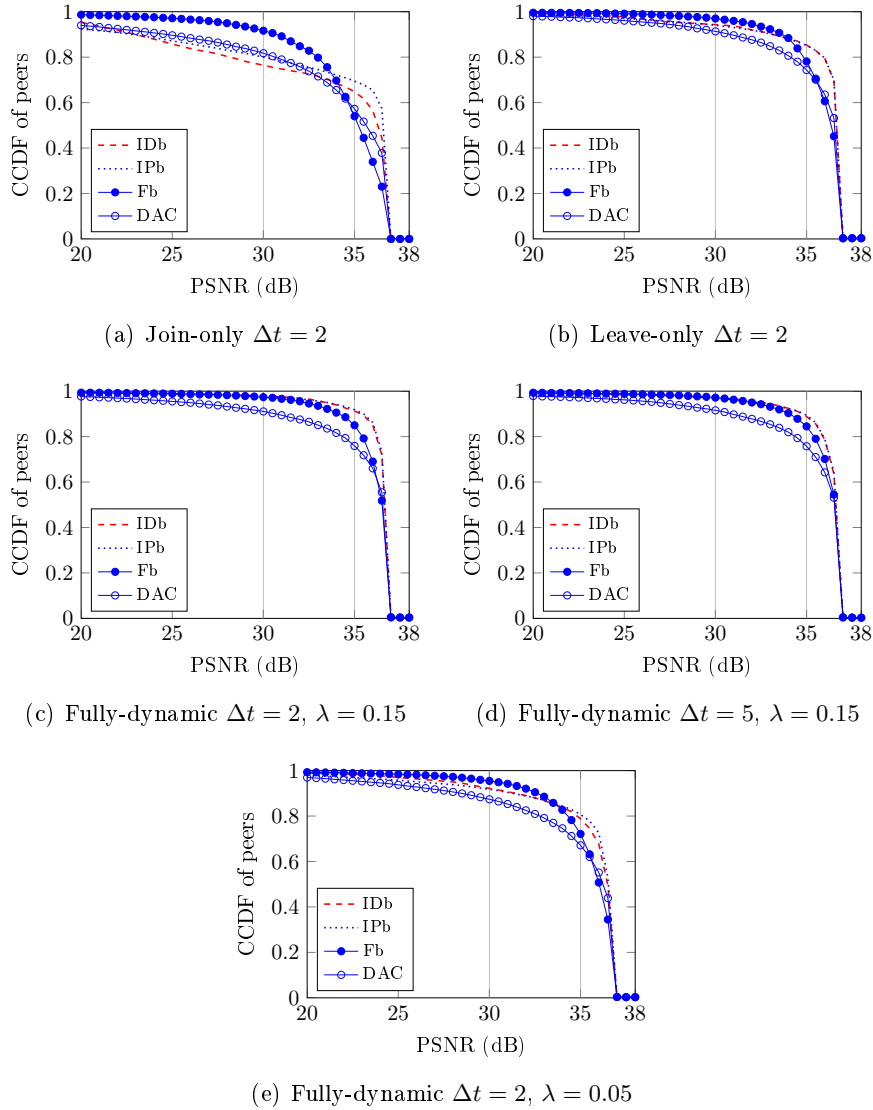 1
0.8
0.6
0.4
0.2
0
CCDF of peers
IDb
IPb
Fb
DAC
20 25 30 35 38
PSNR (dB)
(a) Join-only Δt = 2
1
0.8
0.6
0.4
0.2
0
CCDF of peers
IDb
IPb
Fb
DAC
20 25 30 35 38
PSNR (dB)
(b) Leave-only Δt = 2
1
0.8
0.6
0.4
0.2
0
CCDF of peers
IDb
IPb
Fb
DAC
20 25 30 35 38
PSNR (dB)
(c) Fully-dynamic Δt = 2, λ = 0.15
1
0.8
0.6
0.4
0.2
0
CCDF of peers
IDb
IPb
Fb
DAC
20 25 30 35 38
PSNR (dB)
(d) Fully-dynamic Δt = 5, λ = 0.15
1
0.8
0.6
0.4
0.2
0
CCDF of peers
IDb
IPb
Fb
DAC
20 25 30 35 38
PSNR (dB)
(e) Fully-dynamic Δt = 2, λ = 0.05